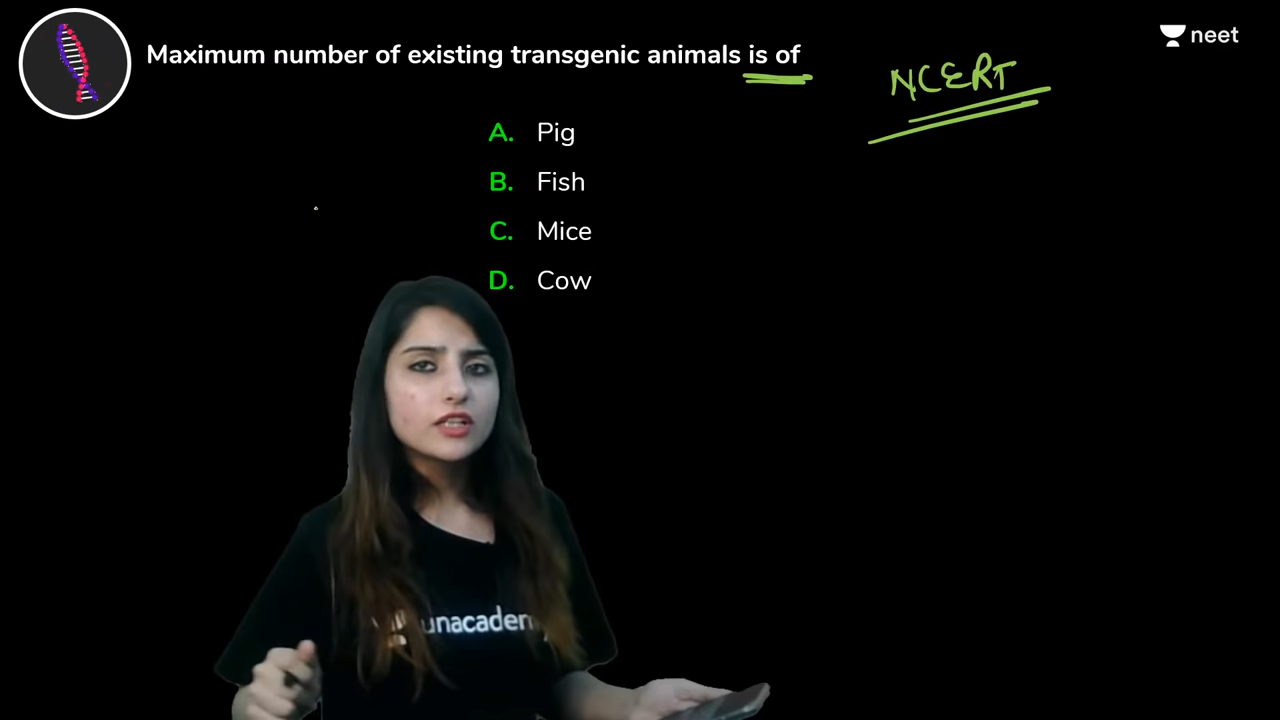 neet
Maximum number of existing transgenic animals is of
NCERT
A. Pig
B. Fish
C. Mice
D. Cow
unacadem